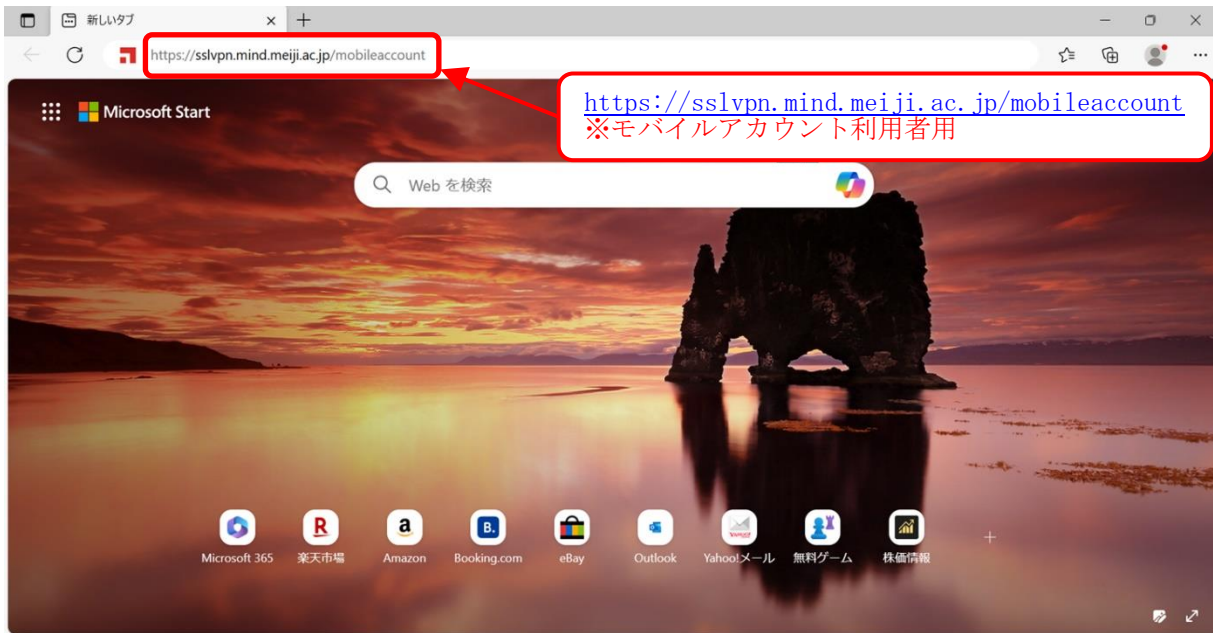 新しいタブ
https://sslvpn.mind.meiji.ac.jp/mobileaccount
https://sslvpn.mind.meiji.ac.jp/mobileaccount
※モバイルアカウント利用者用
Microsoft Start
Web を検索
Microsoft 365
楽天市場
Amazon
Booking.com
eBay
Outlook
Yahoo!メール
無料ゲーム
株価情報